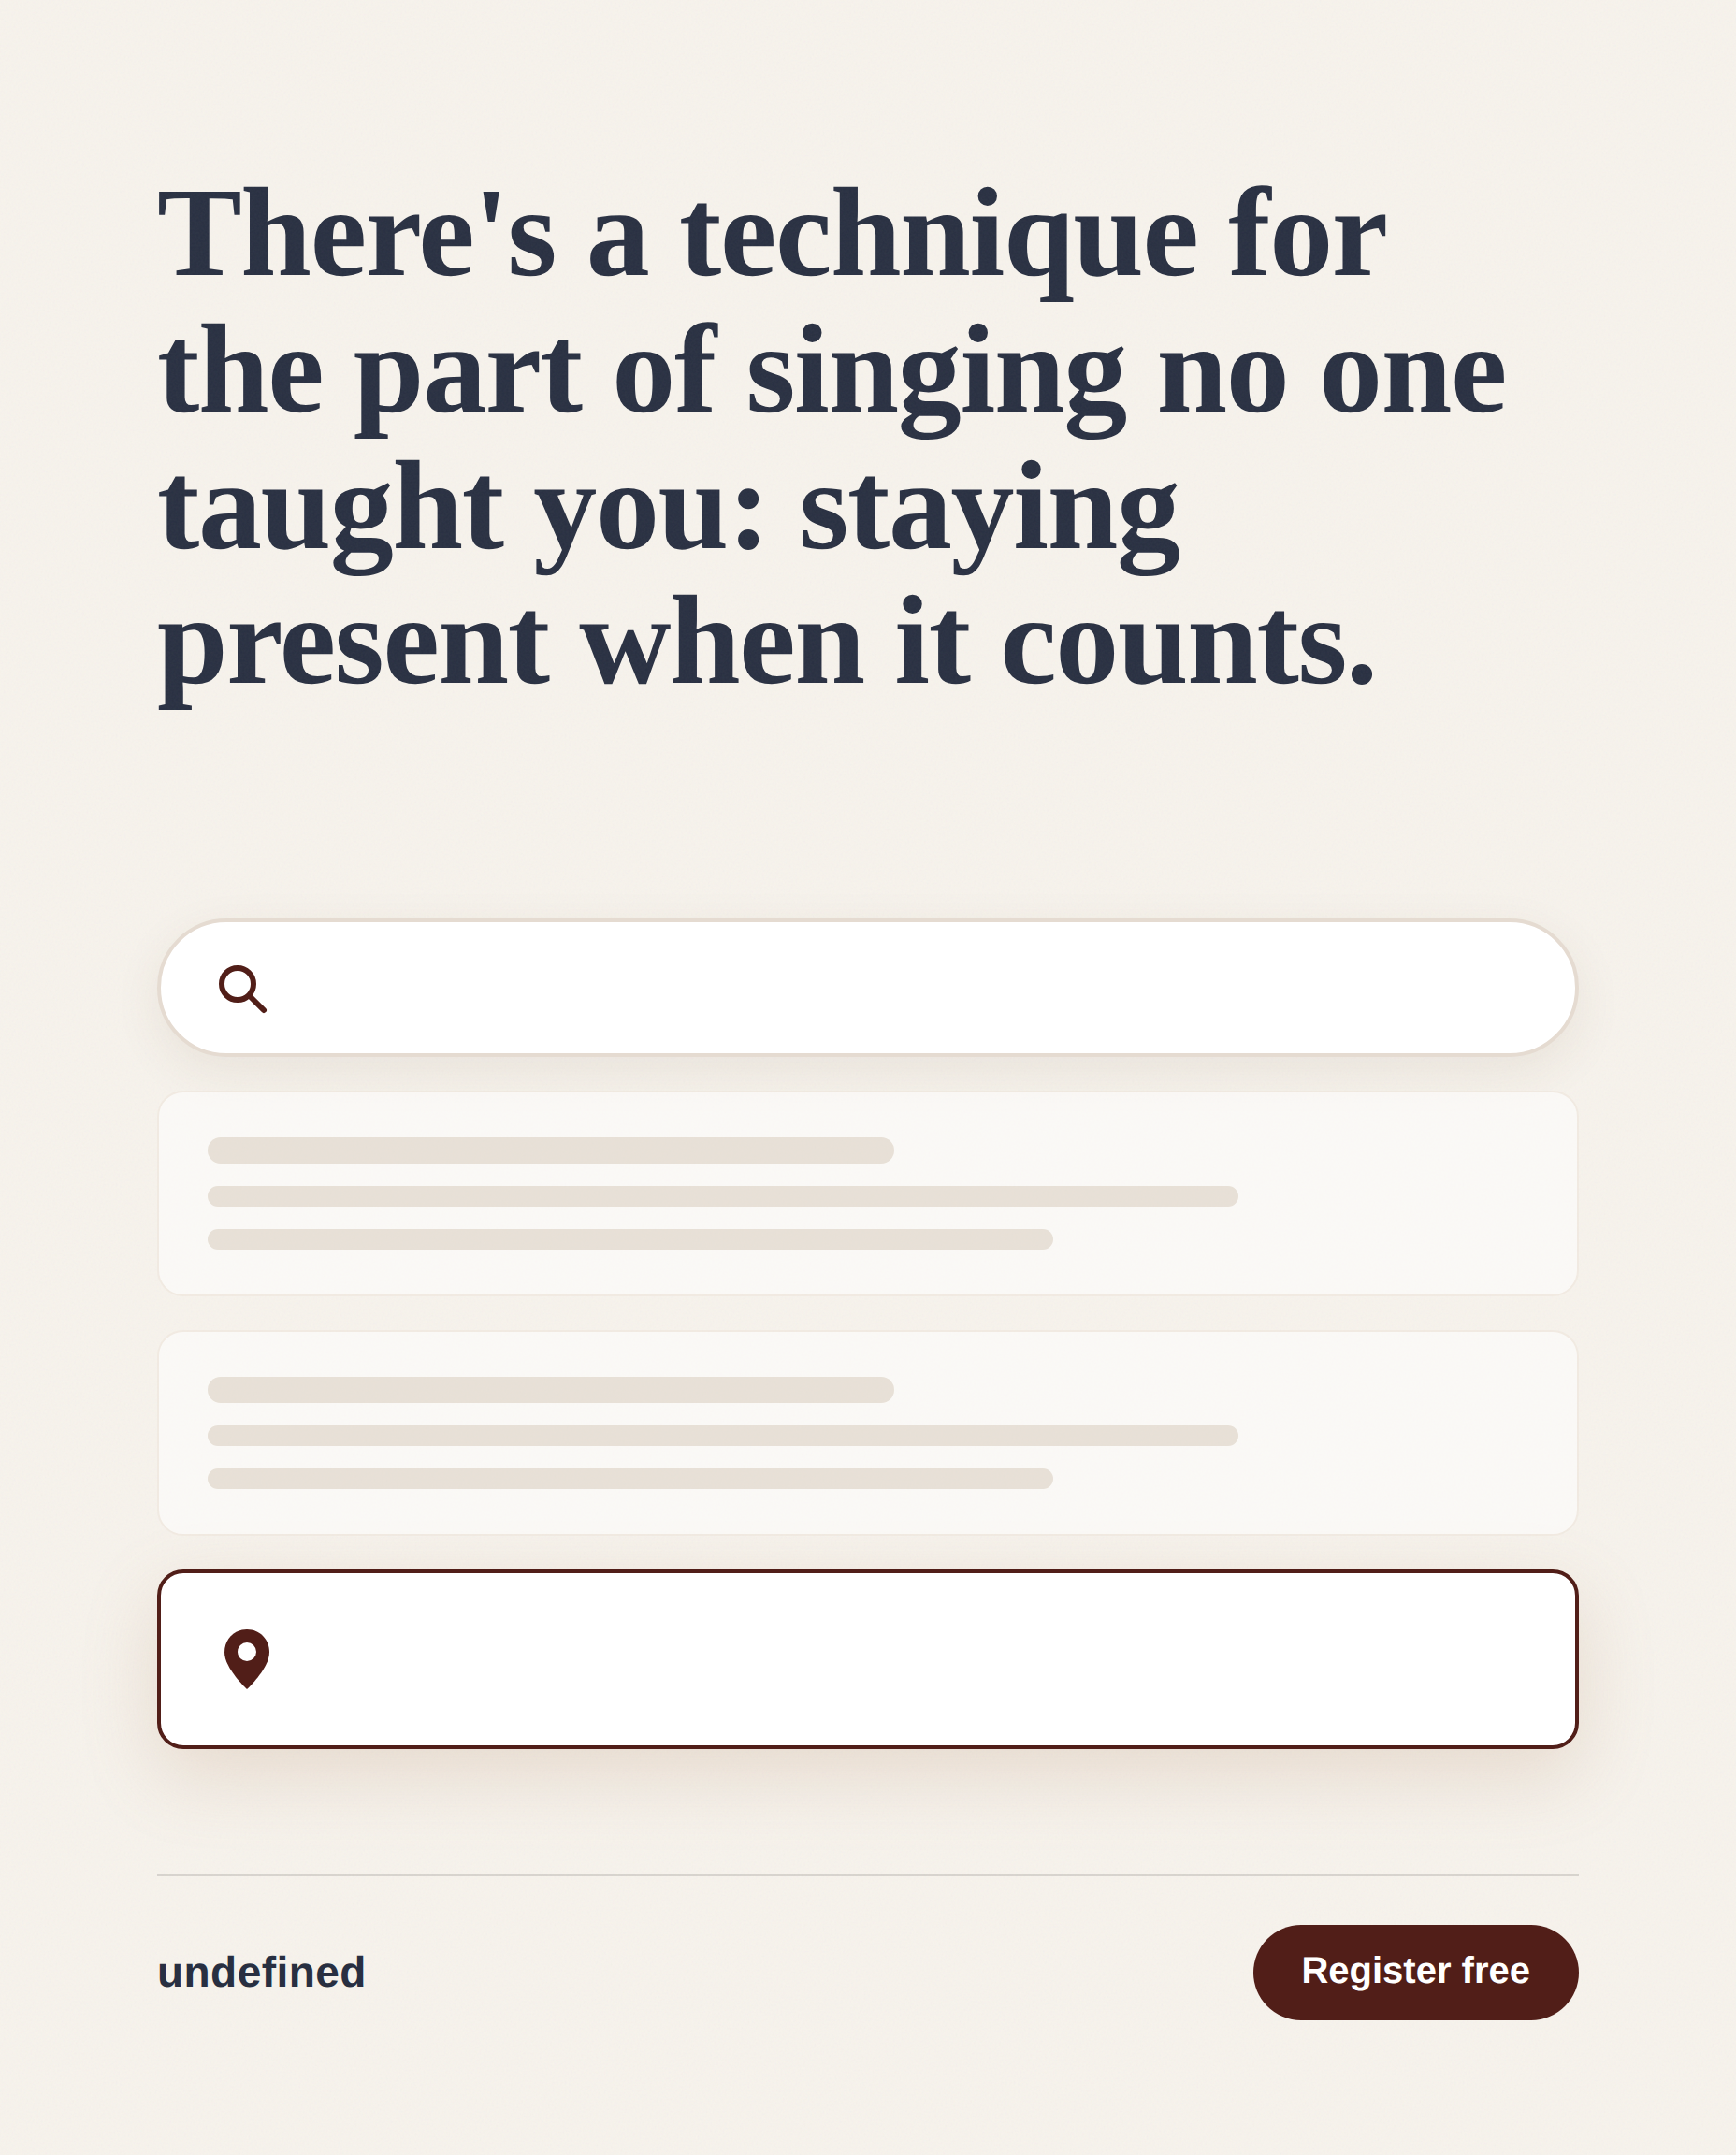 There's a technique for
the part of singing no one
taught you: staying
present when it counts.
undefined
Register free